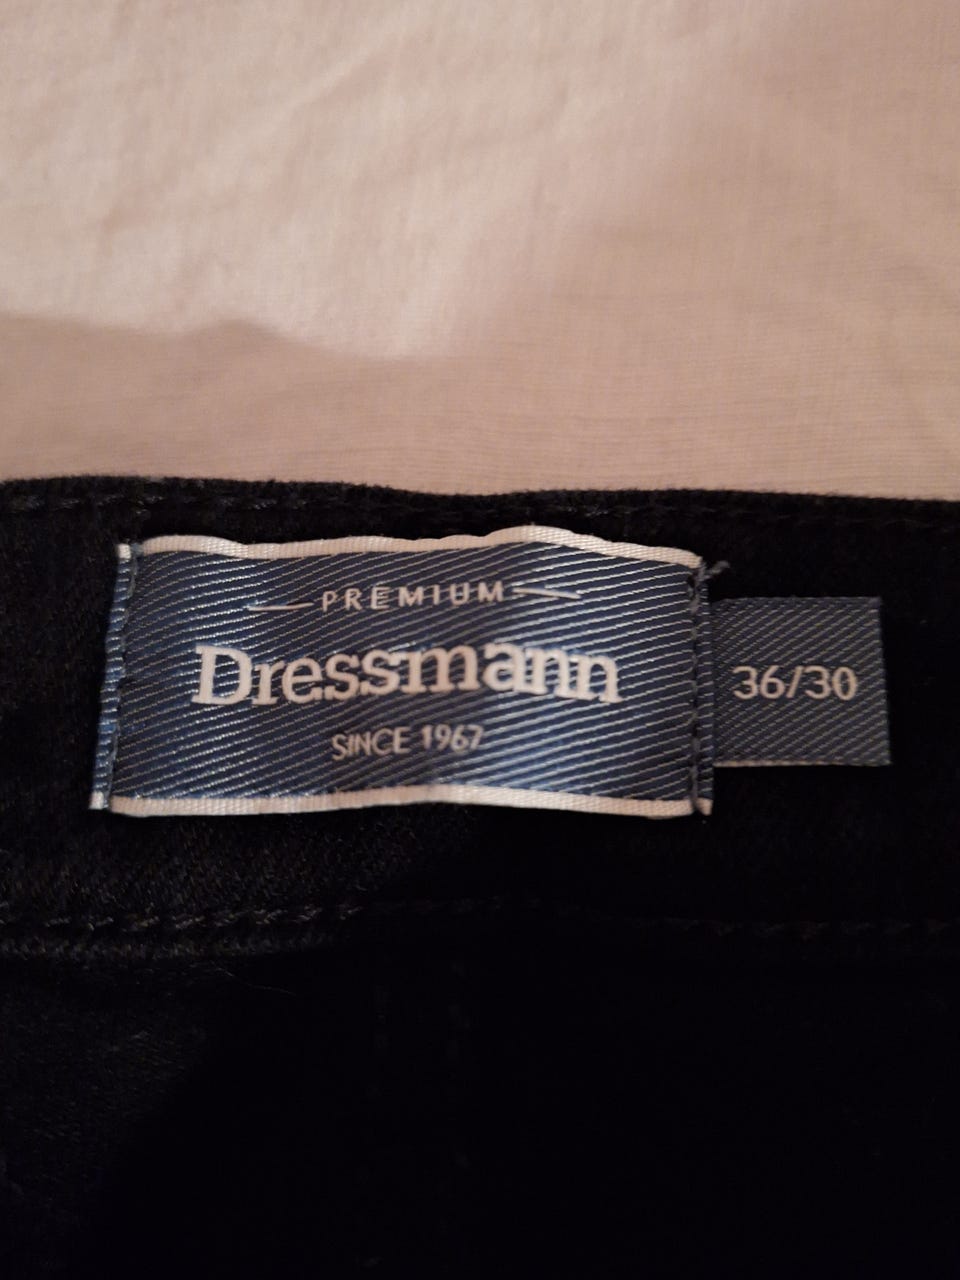 PREMIUM
Dressmann
SINCE 1967
36/30